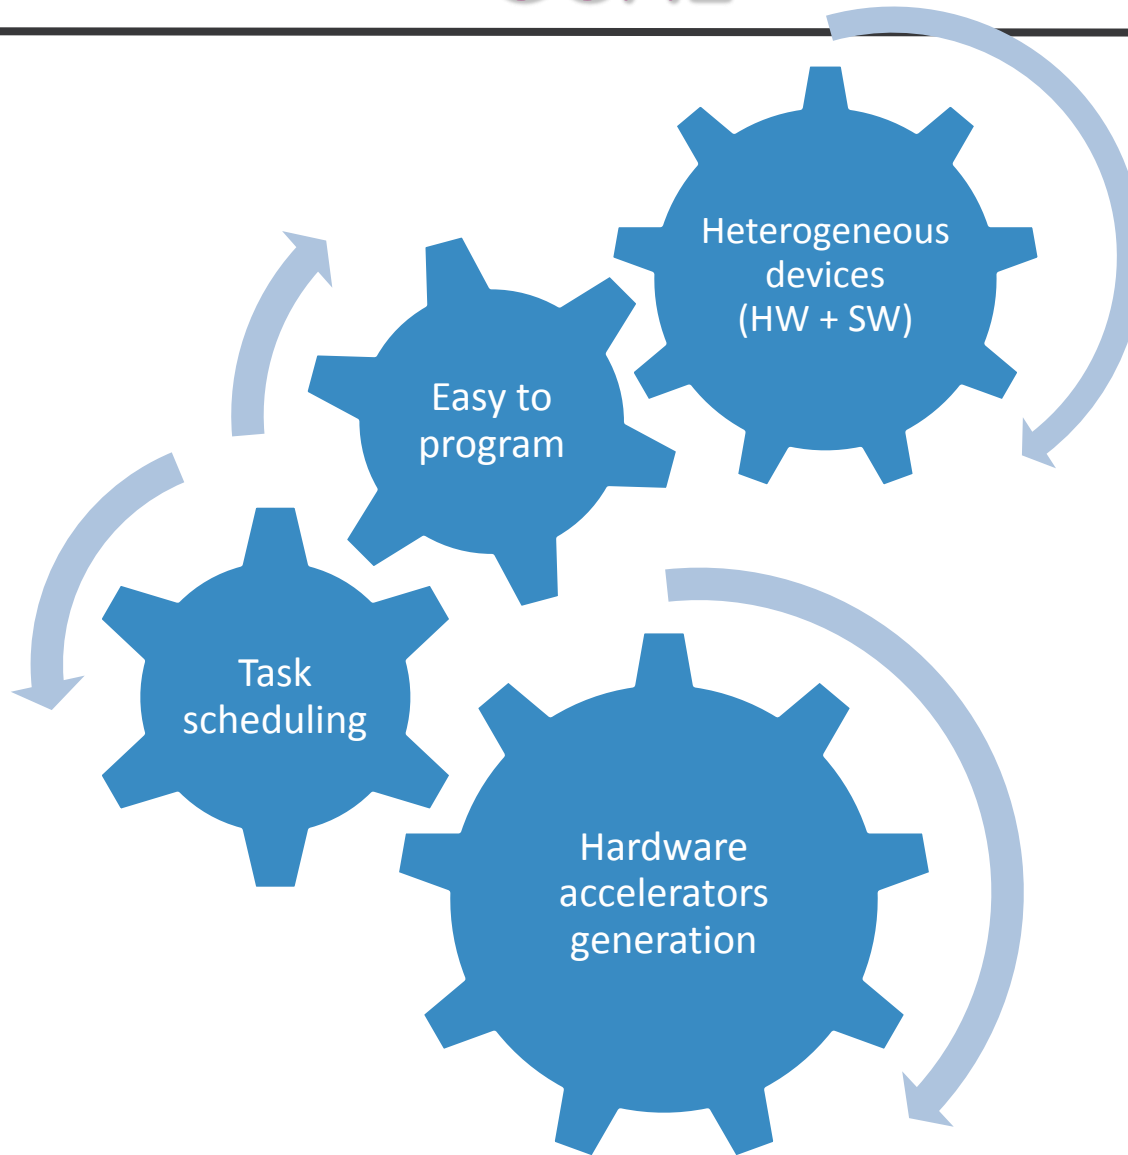 Heterogeneous
devices
(HW + SW)
Easy to
program
Task
scheduling
Hardware
accelerators
generation